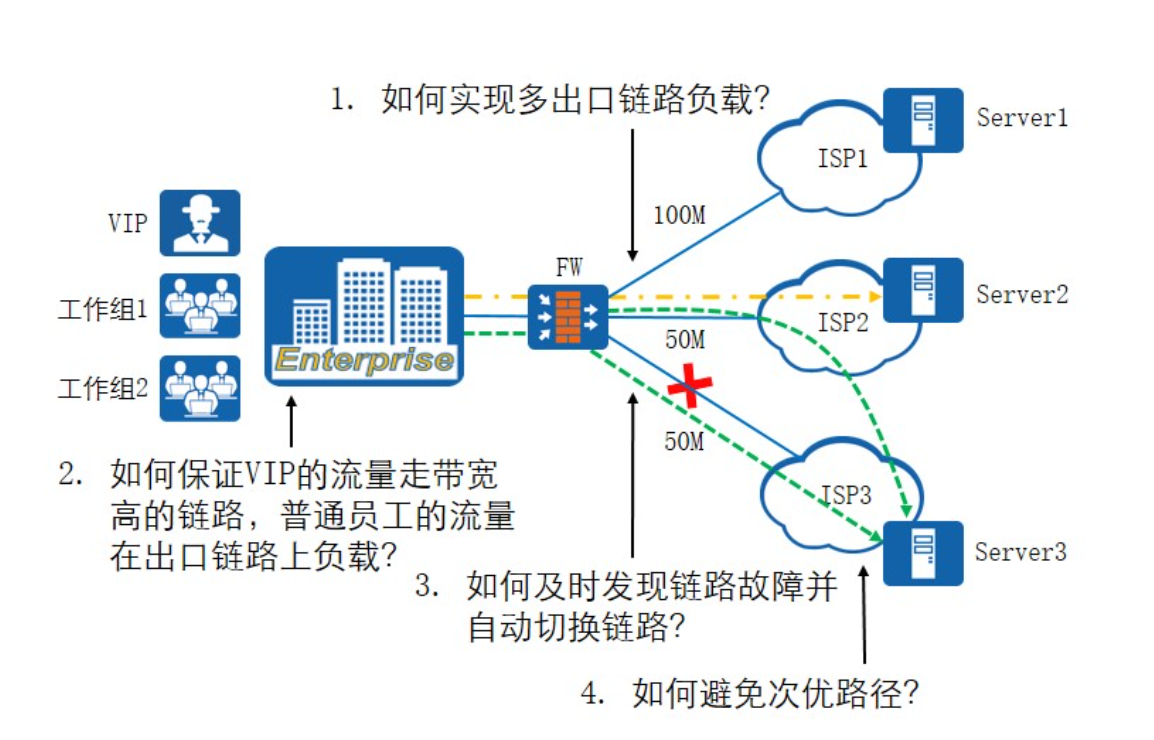 1. 如何实现多出口链路负载?
Server1
ISP1
VIP
100M
FW
工作组1
Server2
ISP2
50M
Enterprise
工作组2
50M
2. 如何保证VIP的流量走带宽
高的链路，普通员工的流量
在出口链路上负载?
ISP3
Server3
3. 如何及时发现链路故障并
自动切换链路?
4. 如何避免次优路径?